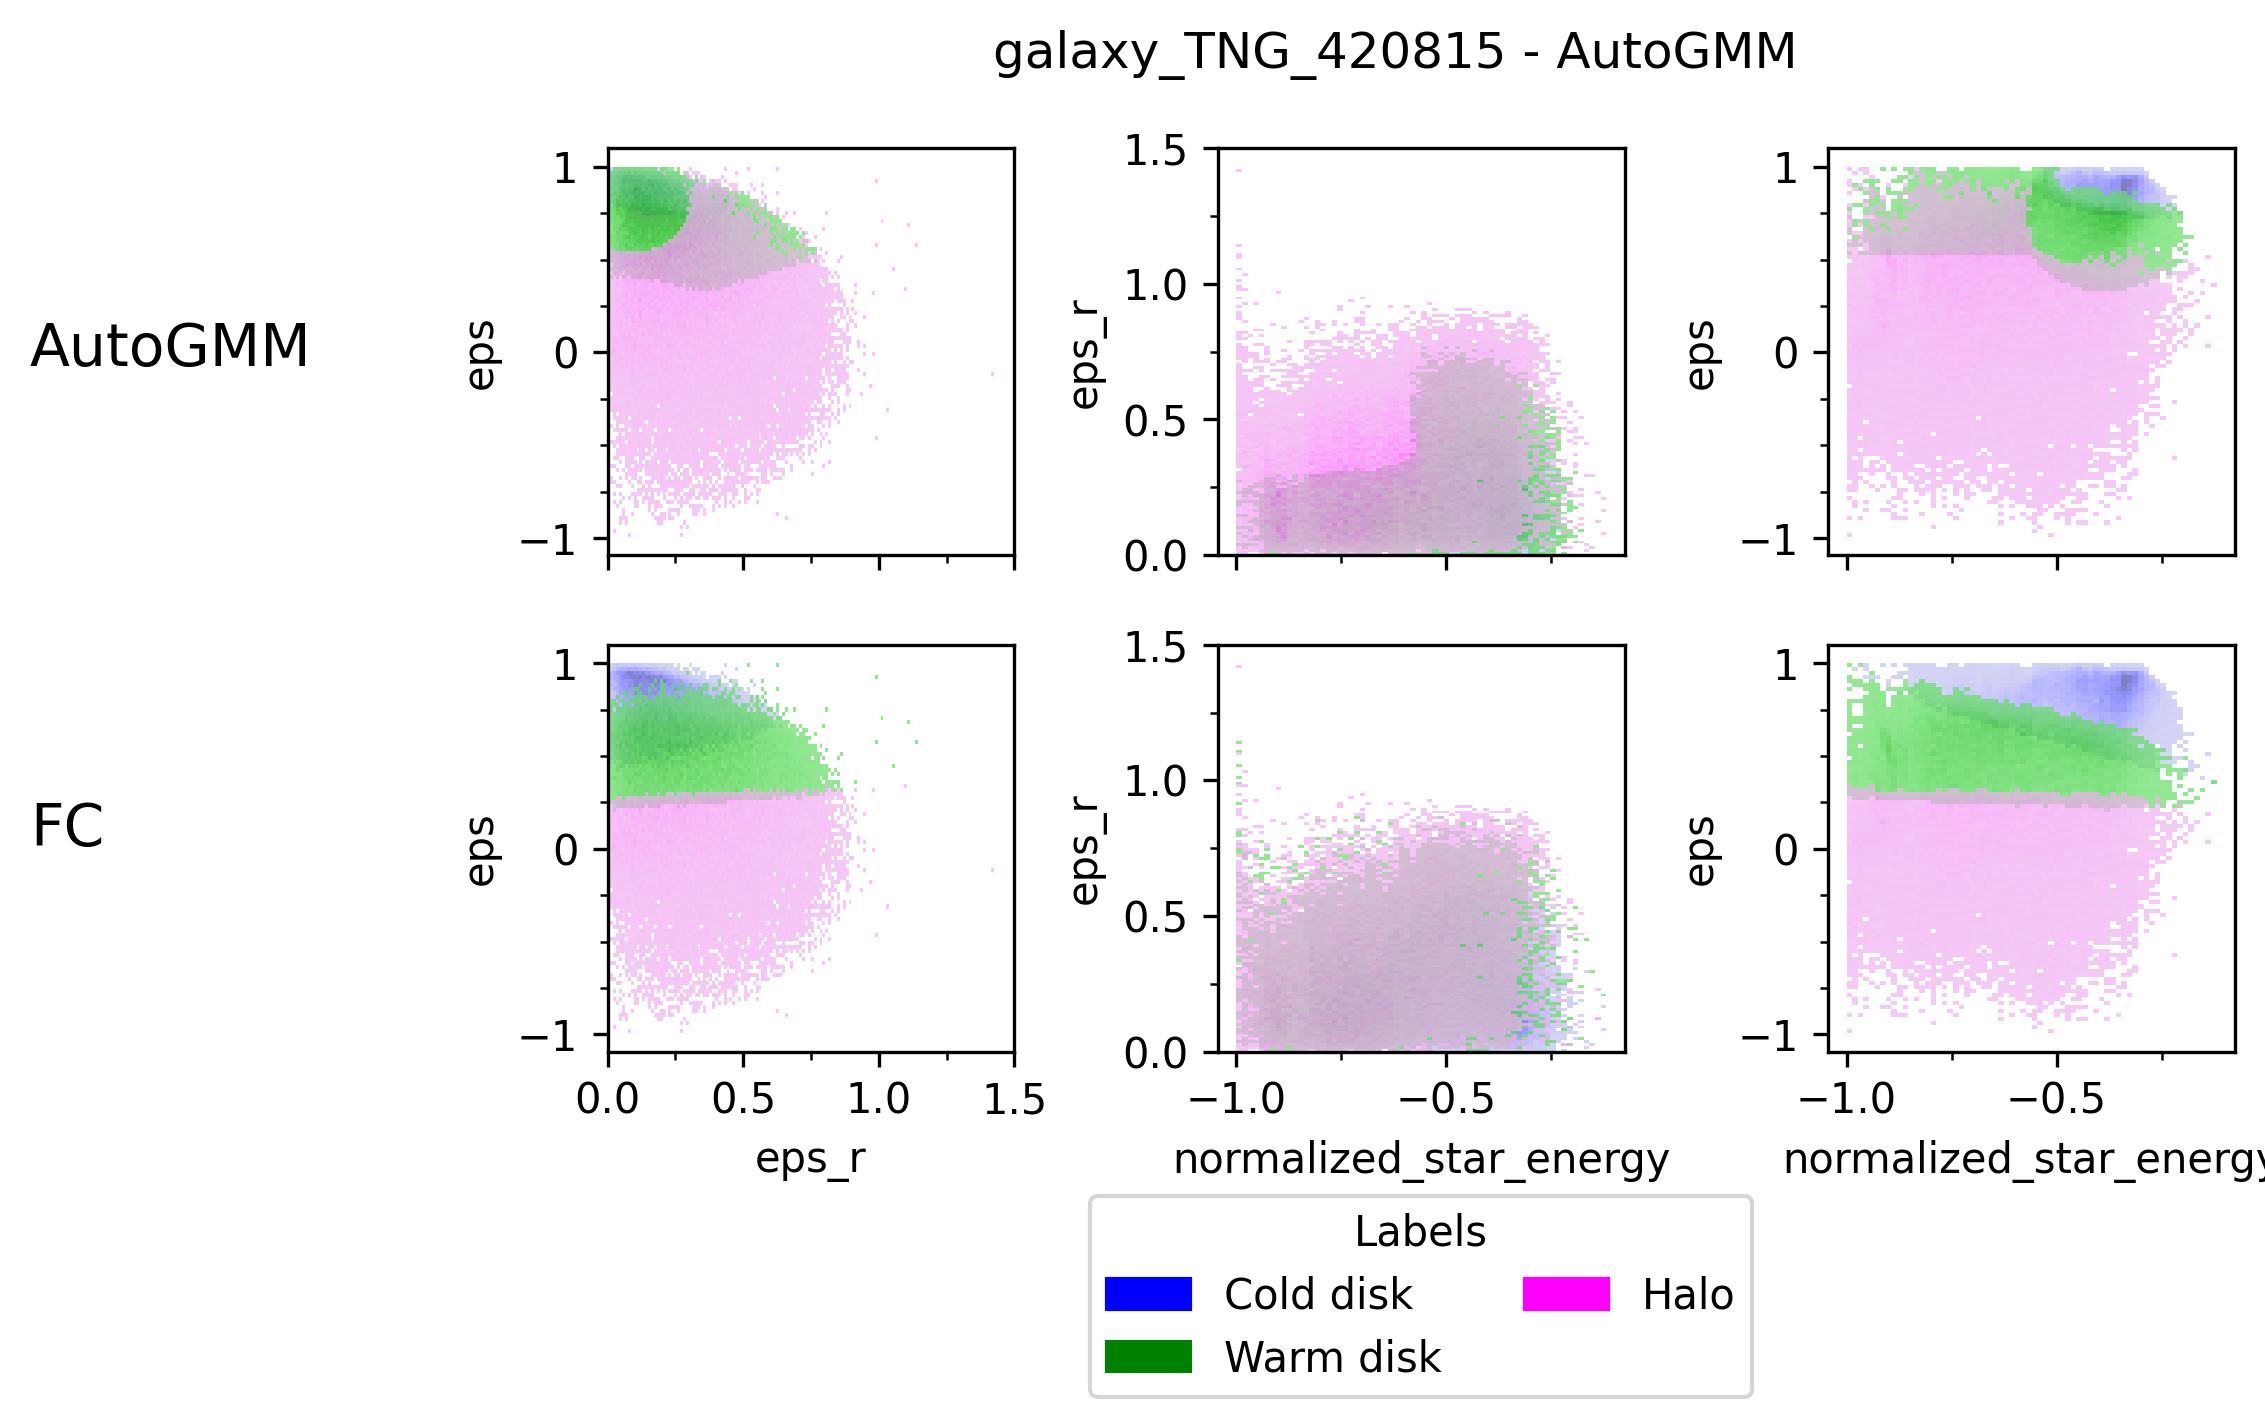 galaxy_TNG_420815 - AutoGMM
AutoGMM
eps
1
0
−1
eps_r
1.5
1.0
0.5
0.0
eps
1
0
−1
FC
eps
1
0
−1
0.0 0.5 1.0 1.5
eps_r
eps_r
1.5
1.0
0.5
0.0
−1.0 −0.5
normalized_star_energy
eps
1
0
−1
−1.0 −0.5
normalized_star_energy
Labels
Cold disk
Warm disk
Halo